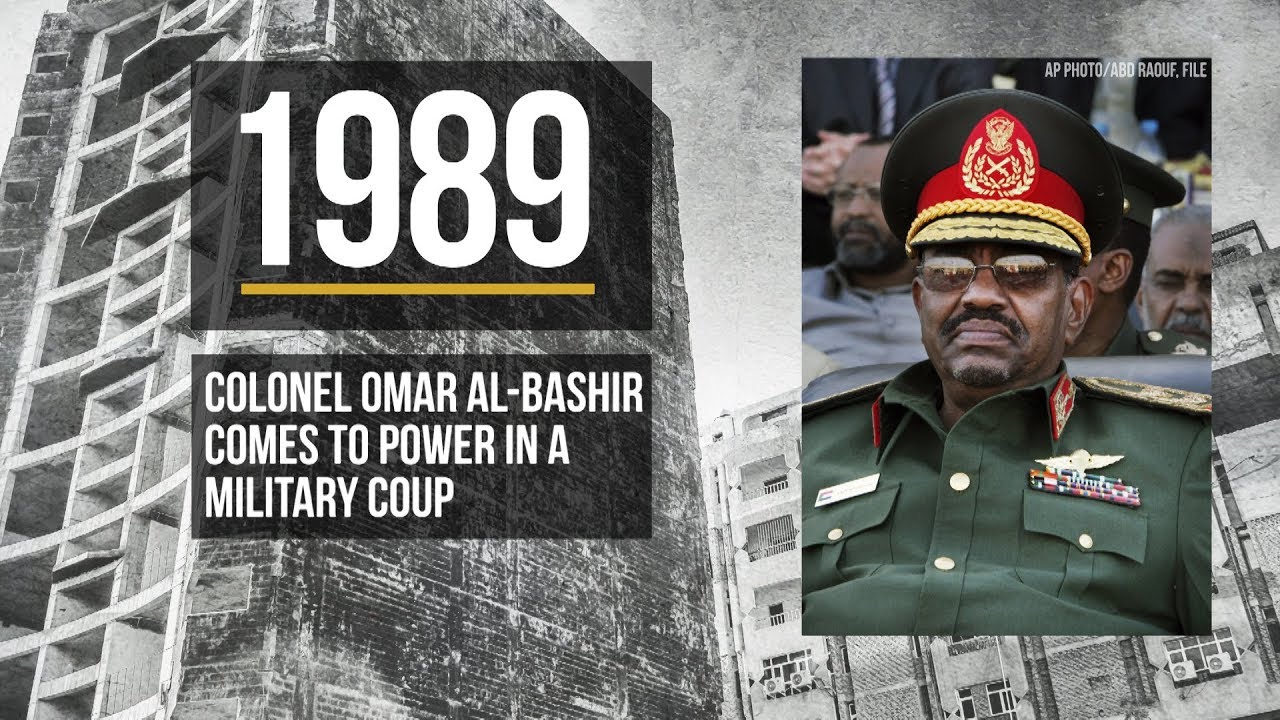 AP PHOTO/ABD RAOUF, FILE
1989
COLONEL OMAR AL-BASHIR
COMES TO POWER IN A
MILITARY COUP